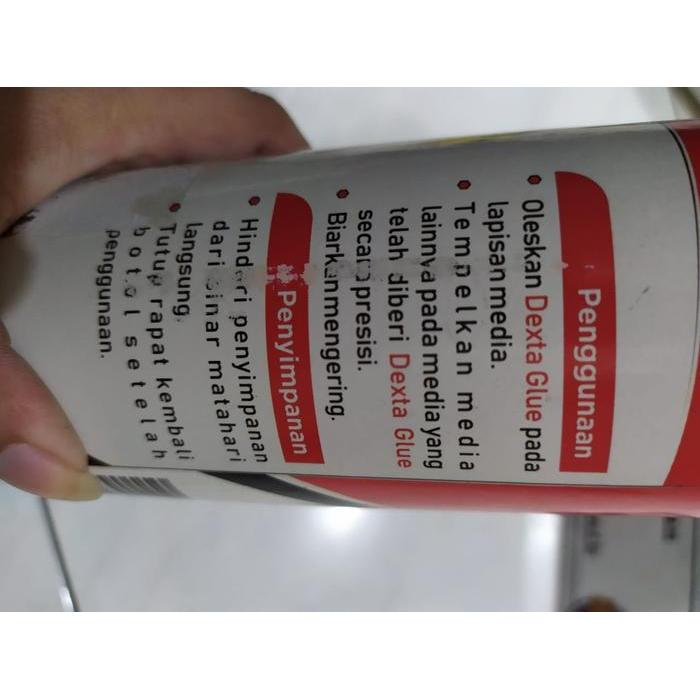 Penggunaan
• Oleskan Dexta Glue pada
lapisan media.
• Tempelkan media
lainnya pada media yang
telah diberi Dexta Glue
secara presisi.
• Biarkan mengering.
Penyimpanan
• Hindari penyimpanan
dari sinar matahari
langsung.
• Tutup rapat kembali
botol setelah
penggunaan.